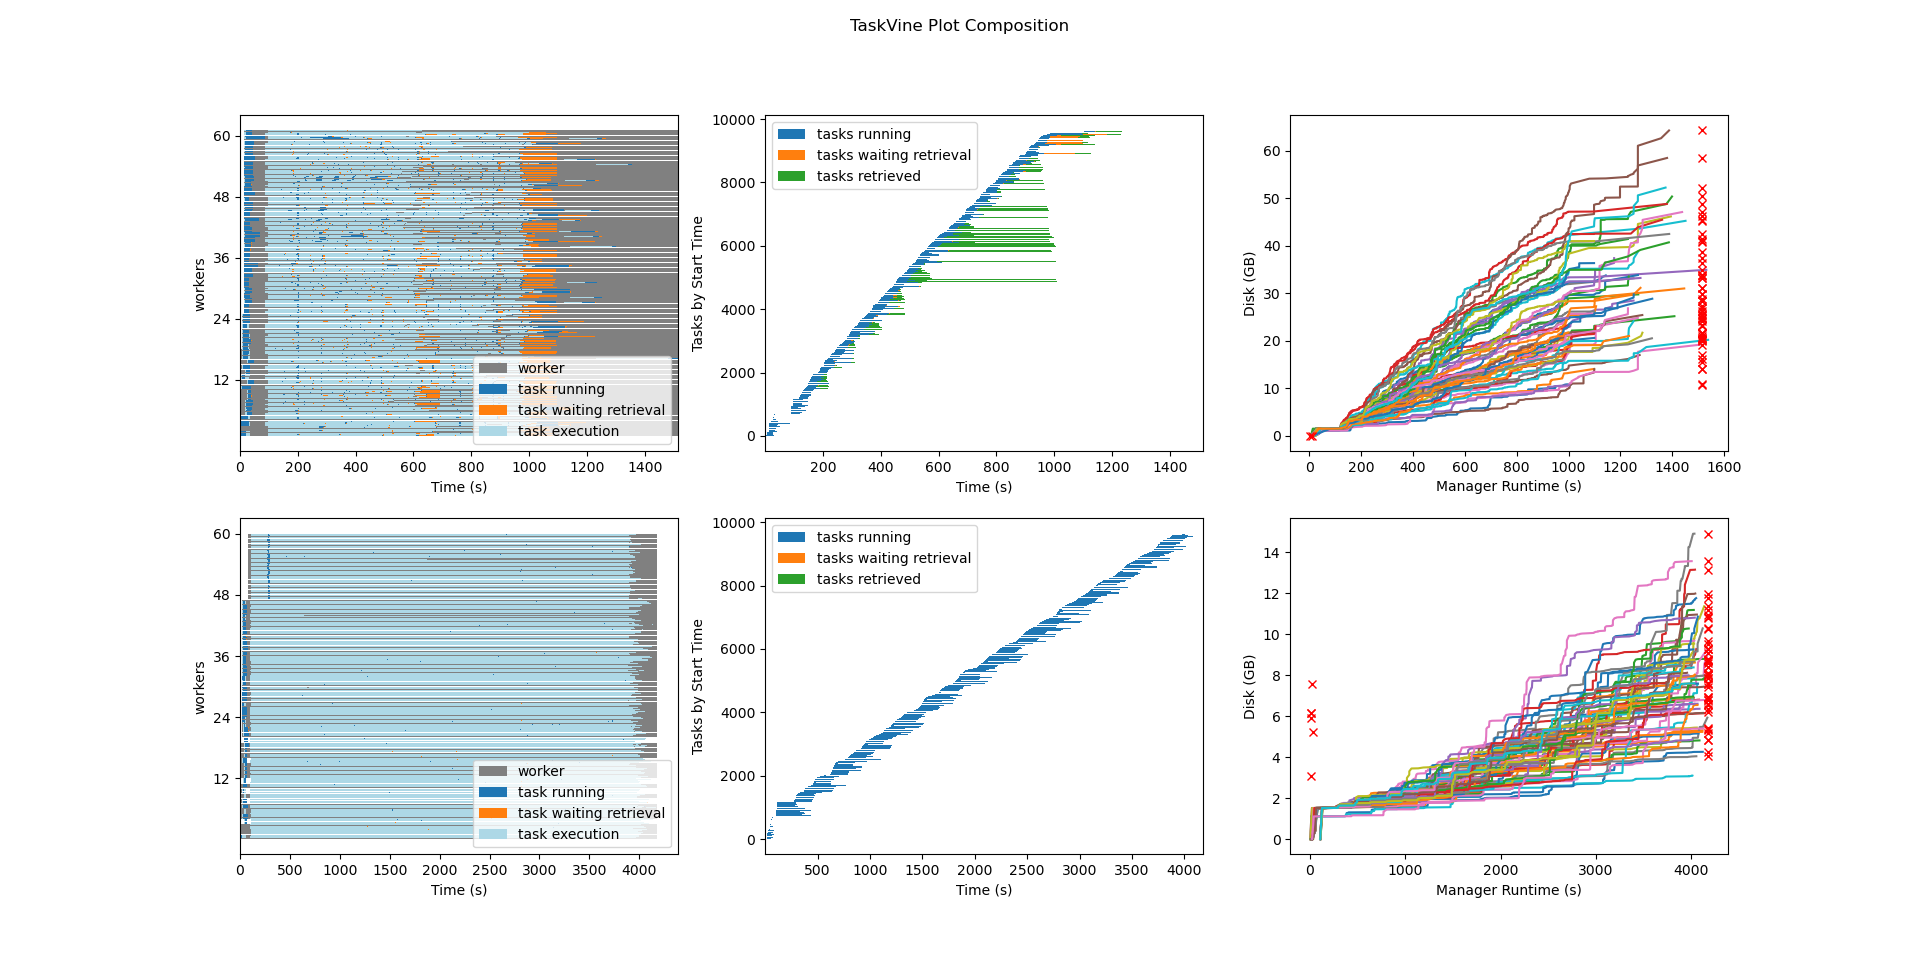 TaskVine Plot Composition
workers
60
48
36
24
12
worker
task running
task waiting retrieval
task execution
0 200 400 600 800 1000 1200 1400
Time (s)
Tasks by Start Time
10000
8000
6000
4000
2000
0
tasks running
tasks waiting retrieval
tasks retrieved
200 400 600 800 1000 1200 1400
Time (s)
Disk (GB)
60
50
40
30
20
10
0
0 200 400 600 800 1000 1200 1400 1600
Manager Runtime (s)
workers
60
48
36
24
12
worker
task running
task waiting retrieval
task execution
0 500 1000 1500 2000 2500 3000 3500 4000
Time (s)
Tasks by Start Time
10000
8000
6000
4000
2000
0
tasks running
tasks waiting retrieval
tasks retrieved
500 1000 1500 2000 2500 3000 3500 4000
Time (s)
Disk (GB)
14
12
10
8
6
4
2
0
0 1000 2000 3000 4000
Manager Runtime (s)